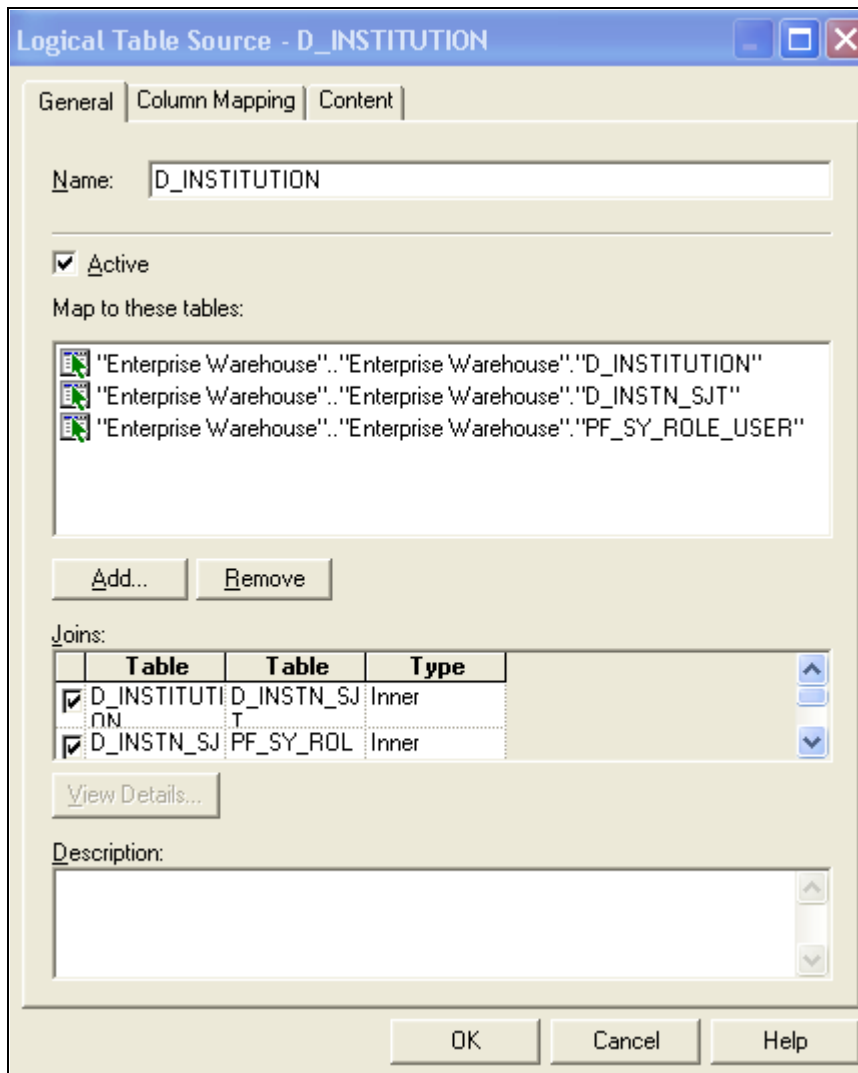 Logical Table Source - D_INSTITUTION
General Column Mapping Content
Name: D_INSTITUTION
Active
Map to these tables:
"Enterprise Warehouse".."Enterprise Warehouse"."D_INSTITUTION"
"Enterprise Warehouse".."Enterprise Warehouse"."D_INSTN_SJT"
"Enterprise Warehouse".."Enterprise Warehouse"."PF_SY_ROLE_USER"
Add... Remove
Joins:
Table Table Type
D_INSTITUTI D_INSTN_SJ Inner
ON T
D_INSTN_SJ PF_SY_ROL Inner
View Details...
Description:
OK Cancel Help